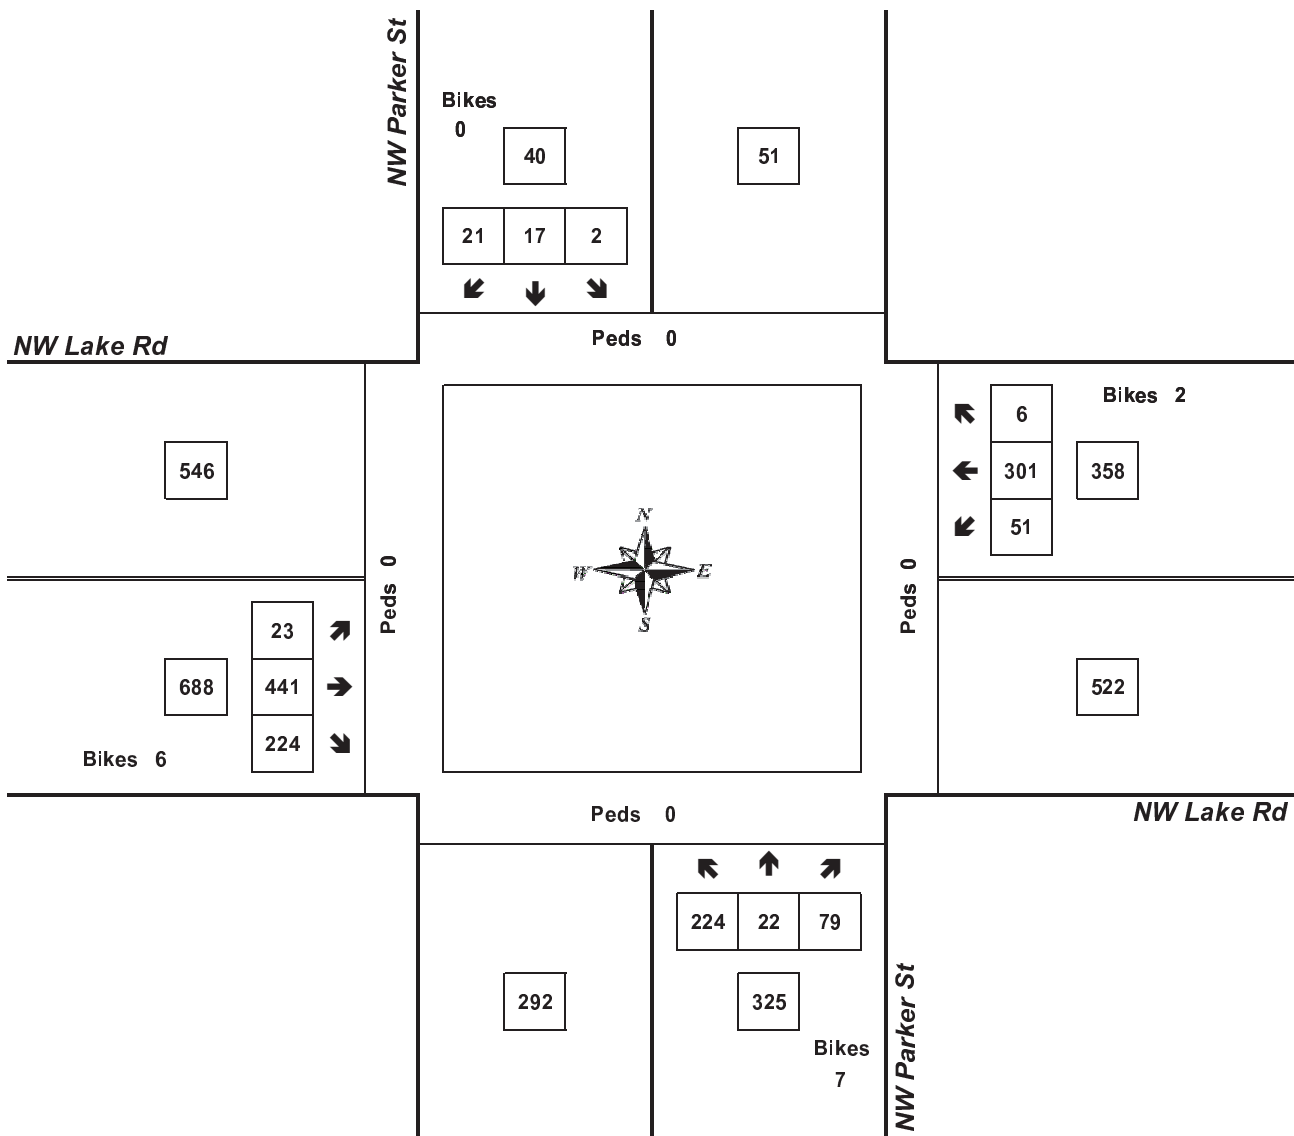 NW Parker St
Bikes
0
40
51
21 17 2
Peds 0
NW Lake Rd
Bikes 2
6
546
301
358
51
N
W E
S
Peds 0
Peds 0
23
688
441
522
224
Bikes 6
Peds 0
NW Lake Rd
224 22 79
292
325
NW Parker St
Bikes
7